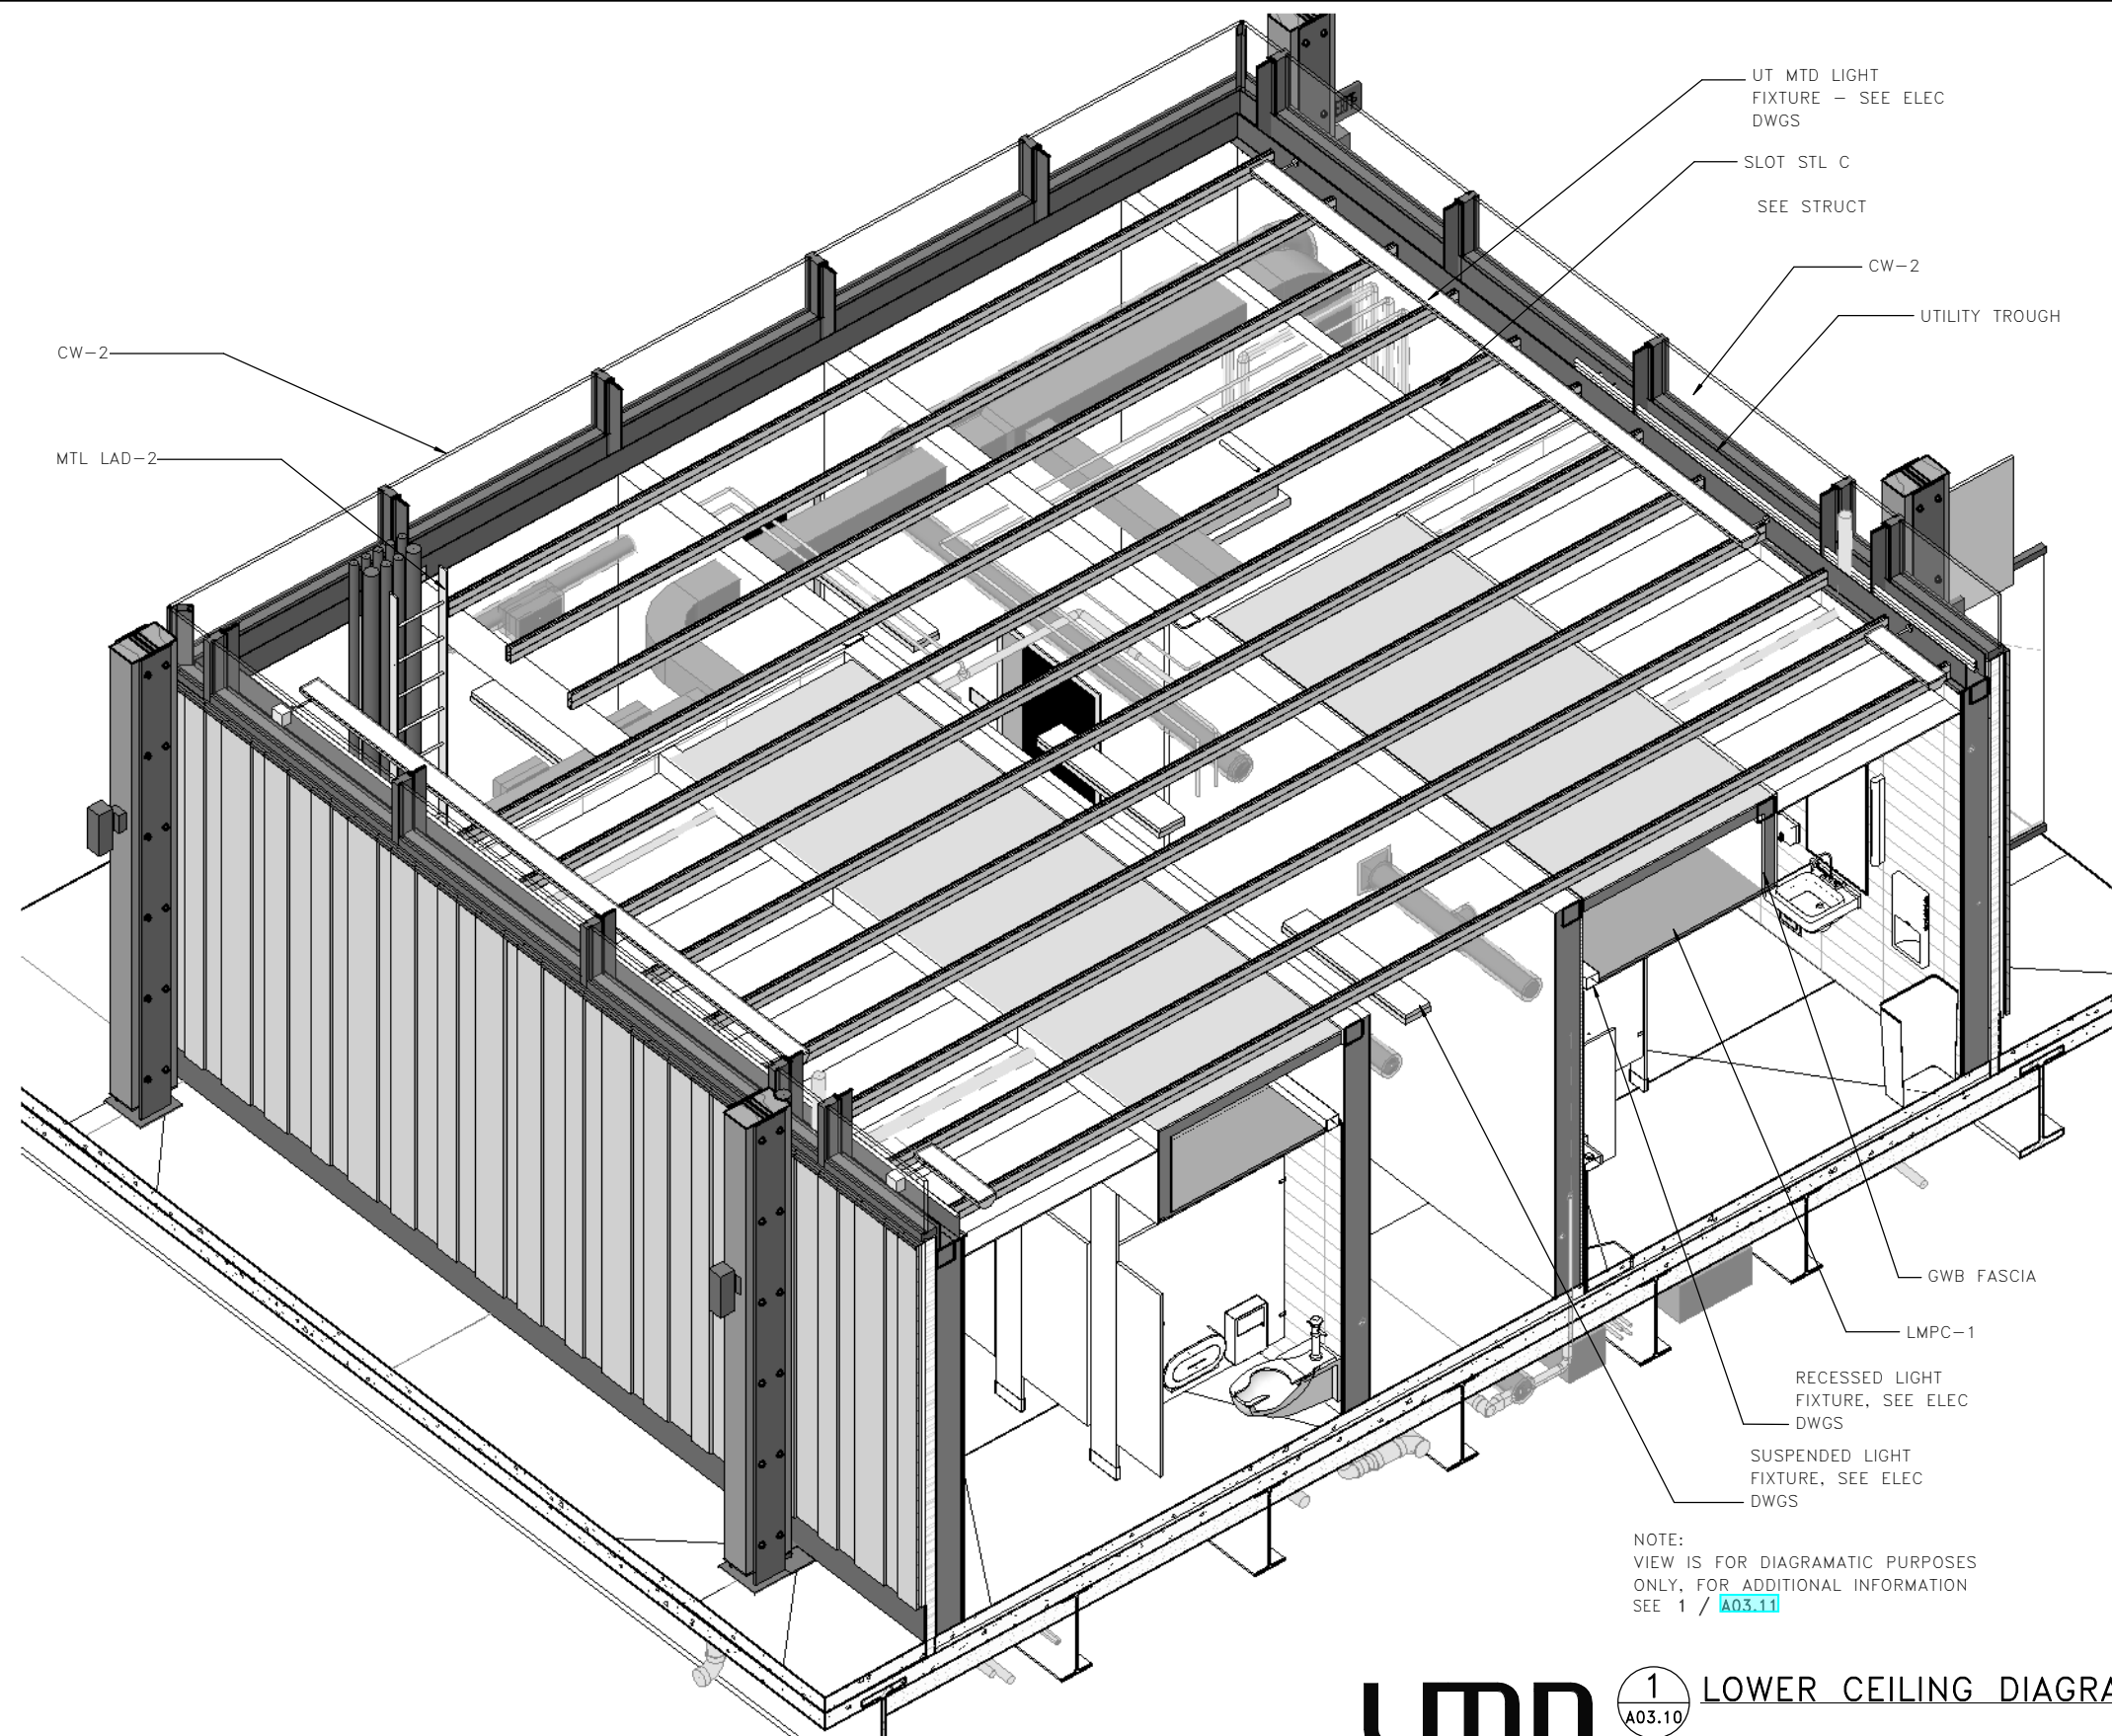 UT MTD LIGHT
FIXTURE – SEE ELEC
DWGS
SLOT STL C
SEE STRUCT
CW-2
UTILITY TROUGH
CW-2
MTL LAD-2
GWB FASCIA
LMPC-1
RECESSED LIGHT
FIXTURE, SEE ELEC
DWGS
SUSPENDED LIGHT
FIXTURE, SEE ELEC
DWGS
NOTE:
VIEW IS FOR DIAGRAMATIC PURPOSES
ONLY, FOR ADDITIONAL INFORMATION
SEE 1 / A03.11
LMN
1
A03.10
LOWER CEILING DIAGRA